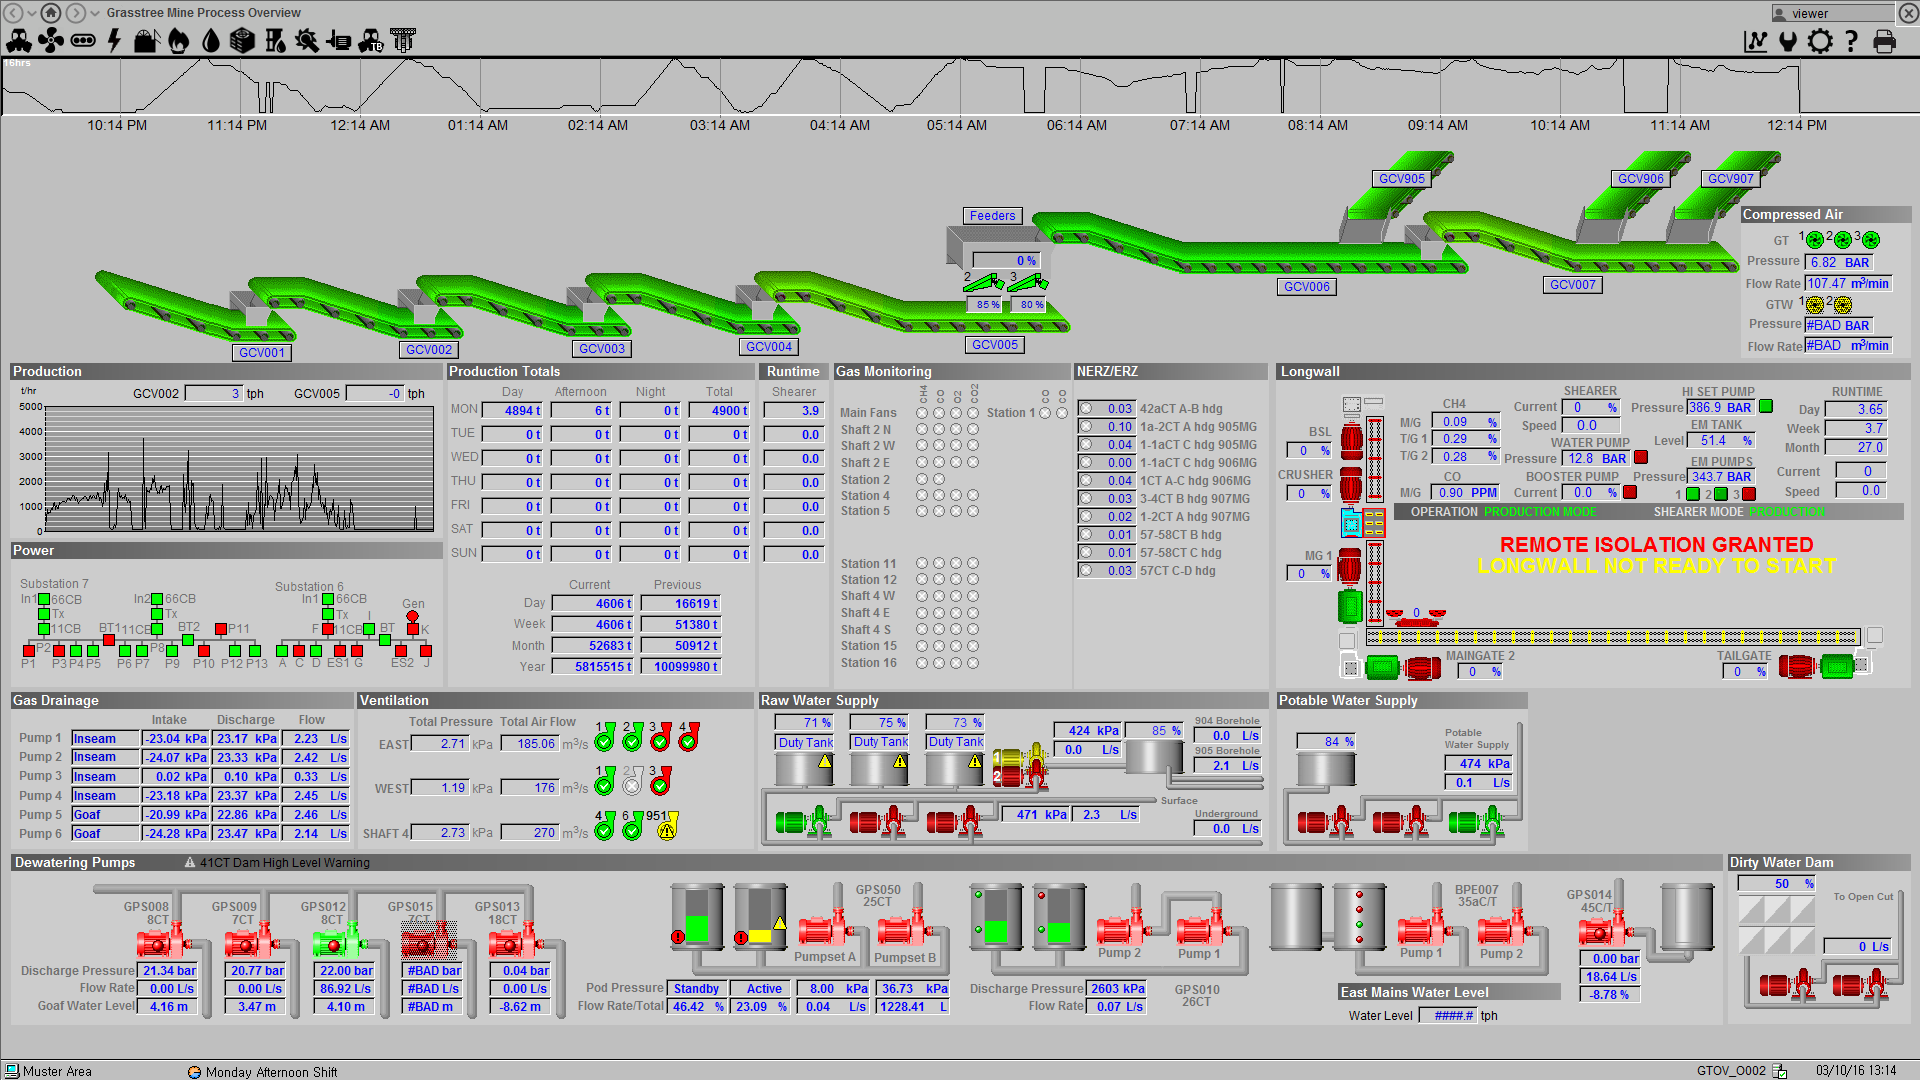 Grasstree Mine Process Overview
viewer
16hrs
10:14 PM 11:14 PM 12:14 AM 01:14 AM 02:14 AM 03:14 AM 04:14 AM 05:14 AM 06:14 AM 07:14 AM 08:14 AM 09:14 AM 10:14 AM 11:14 AM 12:14 PM
GCV905 GCV906 GCV907
Feeders
0 %
2 3
85 % 80 %
GCV006 GCV007
GCV001 GCV002 GCV003 GCV004 GCV005
Compressed Air
GT 1 2 3
Pressure 6.82 BAR
Flow Rate 107.47 m³/min
GTW 1 2
Pressure #BAD BAR
Flow Rate #BAD m³/min
Production
t/hr GCV002 3 tph GCV005 -0 tph
5000
4000
3000
2000
1000
0
Production Totals
Day Afternoon Night Total
MON 4894 t 6 t 0 t 4900 t
TUE 0 t 0 t 0 t 0 t
WED 0 t 0 t 0 t 0 t
THU 0 t 0 t 0 t 0 t
FRI 0 t 0 t 0 t 0 t
SAT 0 t 0 t 0 t 0 t
SUN 0 t 0 t 0 t 0 t
Current Previous
Day 4606 t 16619 t
Week 4606 t 51380 t
Month 52683 t 50912 t
Year 5815515 t 10099980 t
Runtime
Shearer
3.9
0.0
0.0
0.0
0.0
0.0
0.0
Gas Monitoring
CH4 CO O2 CO2 CO CO
Main Fans Station 1
Shaft 2 N
Shaft 2 W
Shaft 2 E
Station 2
Station 4
Station 5
Station 11
Station 12
Shaft 4 W
Shaft 4 E
Shaft 4 S
Station 15
Station 16
NERZ/ERZ
0.03 42aCT A-B hdg
0.10 1a-2CT A hdg 905MG
0.04 1-1aCT C hdg 905MG
0.00 1-1aCT C hdg 906MG
0.04 1CT A-C hdg 906MG
0.03 3-4CT B hdg 907MG
0.02 1-2CT A hdg 907MG
0.01 57-58CT B hdg
0.01 57-58CT C hdg
0.03 57CT C-D hdg
Longwall
BSL
0 %
CRUSHER
0 %
MG 1
0 %
CH4
M/G 0.09 %
T/G 1 0.29 %
T/G 2 0.28 %
CO
M/G 0.90 PPM
SHEARER
Current 0 %
Speed 0.0
WATER PUMP
Pressure 12.8 BAR
BOOSTER PUMP
Current 0.0 %
HI SET PUMP
Pressure 386.9 BAR
EM TANK
Level 51.4 %
EM PUMPS
Pressure 343.7 BAR
1 2 3
RUNTIME
Day 3.65
Week 3.7
Month 27.0
Current 0
Speed 0.0
OPERATION PRODUCTION MODE SHEARER MODE PRODUCTION
REMOTE ISOLATION GRANTED
LONGWALL NOT READY TO START
0
MAINGATE 2
0 %
TAILGATE
0 %
Power
Substation 7 Substation 6
In1 66CB In2 66CB In1 66CB Gen
Tx Tx Tx I
11CB BT1 11CB BT2 P11 F 11CB BT K
P2 P8
P1 P3 P4 P5 P6 P7 P9 P10 P12 P13 A C D ES1 G ES2 J
Gas Drainage
Intake Discharge Flow
Pump 1 Inseam -23.04 kPa 23.17 kPa 2.23 L/s
Pump 2 Inseam -24.07 kPa 23.33 kPa 2.42 L/s
Pump 3 Inseam 0.02 kPa 0.10 kPa 0.33 L/s
Pump 4 Inseam -23.18 kPa 23.37 kPa 2.45 L/s
Pump 5 Goaf -20.99 kPa 22.86 kPa 2.46 L/s
Pump 6 Goaf -24.28 kPa 23.47 kPa 2.14 L/s
Ventilation
Total Pressure Total Air Flow
EAST 2.71 kPa 185.06 m³/s 1 2 3 4
WEST 1.19 kPa 176 m³/s 1 2 3
SHAFT 4 2.73 kPa 270 m³/s 4 6 951
Raw Water Supply
71 % 75 % 73 %
Duty Tank Duty Tank Duty Tank
1
2
424 kPa
0.0 L/s
85 %
904 Borehole
0.0 L/s
905 Borehole
2.1 L/s
Surface
471 kPa 2.3 L/s
Underground
0.0 L/s
Potable Water Supply
84 %
Potable
Water Supply
474 kPa
0.1 L/s
Dewatering Pumps 41CT Dam High Level Warning
GPS008 GPS009 GPS012 GPS015 GPS013
8CT 7CT 8CT 7CT 18CT
Discharge Pressure 21.34 bar 20.77 bar 22.00 bar #BAD bar 0.04 bar
Flow Rate 0.00 L/s 0.00 L/s 86.92 L/s #BAD L/s 0.00 L/s
Goaf Water Level 4.16 m 3.47 m 4.10 m #BAD m -8.62 m
GPS050
25CT
Pumpset A Pumpset B
Pod Pressure Standby Active 8.00 kPa 36.73 kPa
Flow Rate/Total 46.42 % 23.09 % 0.04 L/s 1228.41 L
Pump 2 Pump 1
Discharge Pressure 2603 kPa
Flow Rate 0.07 L/s
GPS010
26CT
BPE007
35aC/T
Pump 1 Pump 2
East Mains Water Level
Water Level ####.# tph
GPS014
45C/T
0.00 bar
18.64 L/s
-8.78 %
Dirty Water Dam
50 %
To Open Cut
0 L/s
Muster Area
Monday Afternoon Shift
GTOV_O002
03/10/16 13:14